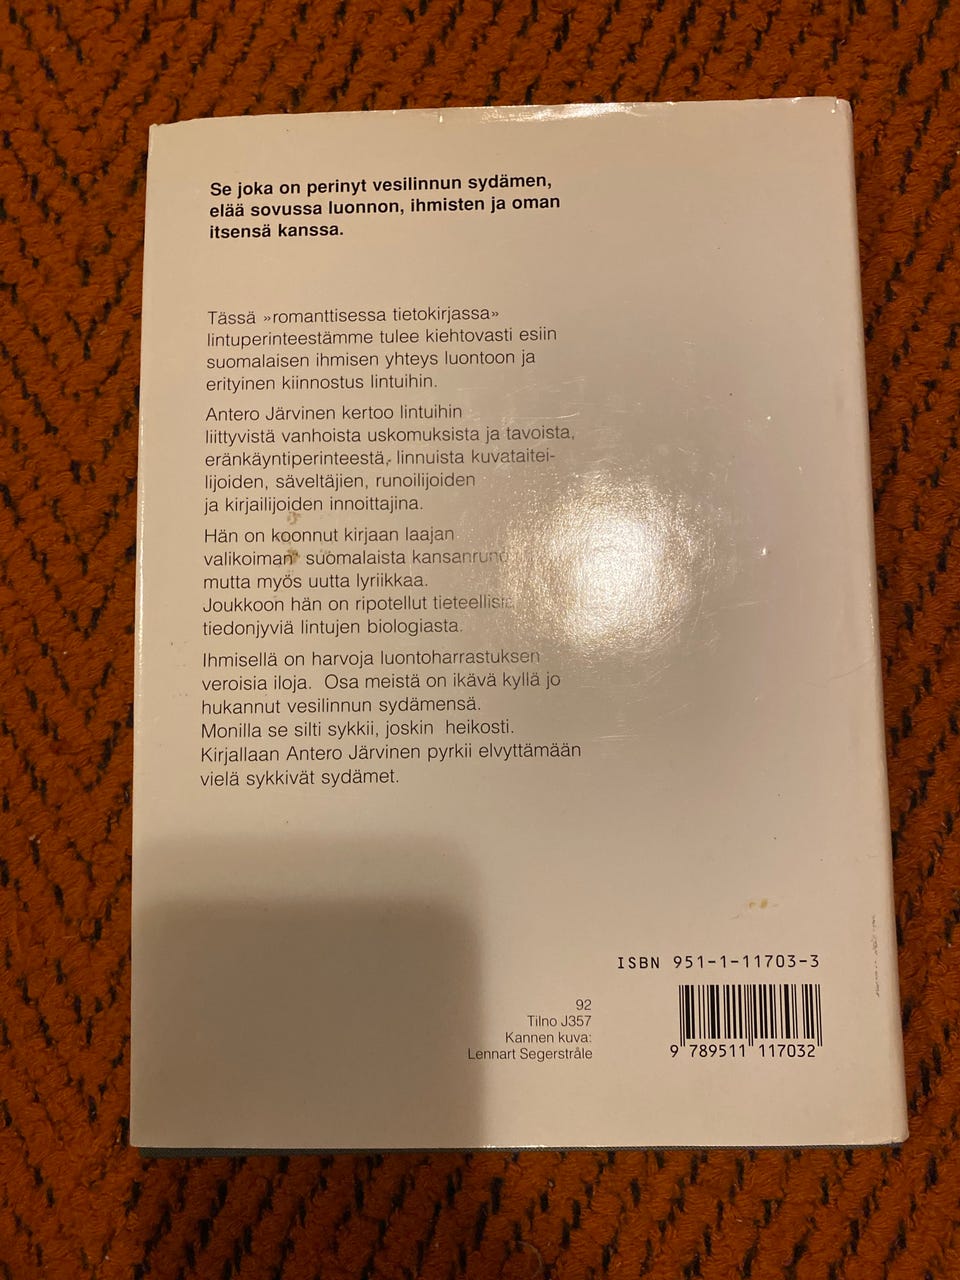 Se joka on perinyt vesilinnun sydämen,
elää sovussa luonnon, ihmisten ja oman
itsensä kanssa.
Tässä »romanttisessa tietokirjassa»
lintuperinteestämme tulee kiehtovasti esiin
suomalaisen ihmisen yhteys luontoon ja
erityinen kiinnostus lintuihin.
Antero Järvinen kertoo lintuihin
liittyvistä vanhoista uskomuksista ja tavoista,
eränkäyntiperinteestä, linnuista kuvataitei-
lijoiden, säveltäjien, runoilijoiden
ja kirjailijoiden innoittajina.
Hän on koonnut kirjaan laajan
valikoiman suomalaista
mutta myös uutta lyriikkaa.
Joukkoon hän on ripotellut tieteellisiä
tiedonjyviä lintujen biologiasta.
Ihmisellä on harvoja luontoharrastuksen
veroisia iloja. Osa meistä on ikävä kyllä jo
hukannut vesilinnun sydämensä.
Monilla se silti sykkii, joskin heikosti.
Kirjallaan Antero Järvinen pyrkii elvyttämään
vielä sykkivät sydämet.
ISBN 951-1-11703-3
92
Tilno J357
Kannen kuva:
Lennart Segerstråle
9 789511 117032